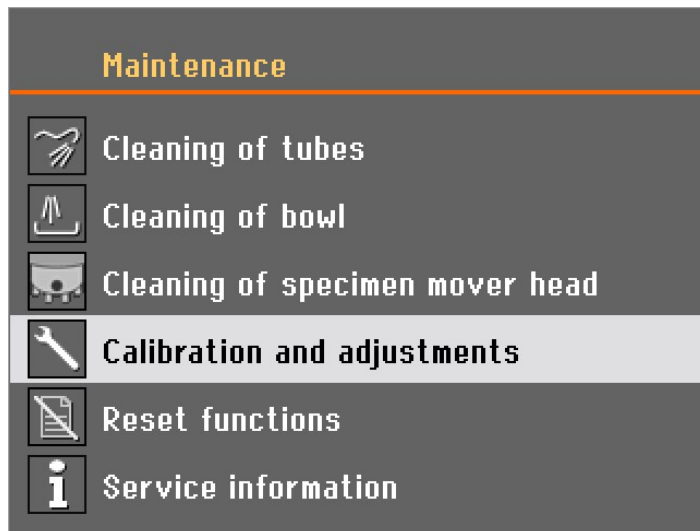 Maintenance
Cleaning of tubes
Cleaning of bowl
Cleaning of specimen mover head
Calibration and adjustments
Reset functions
Service information